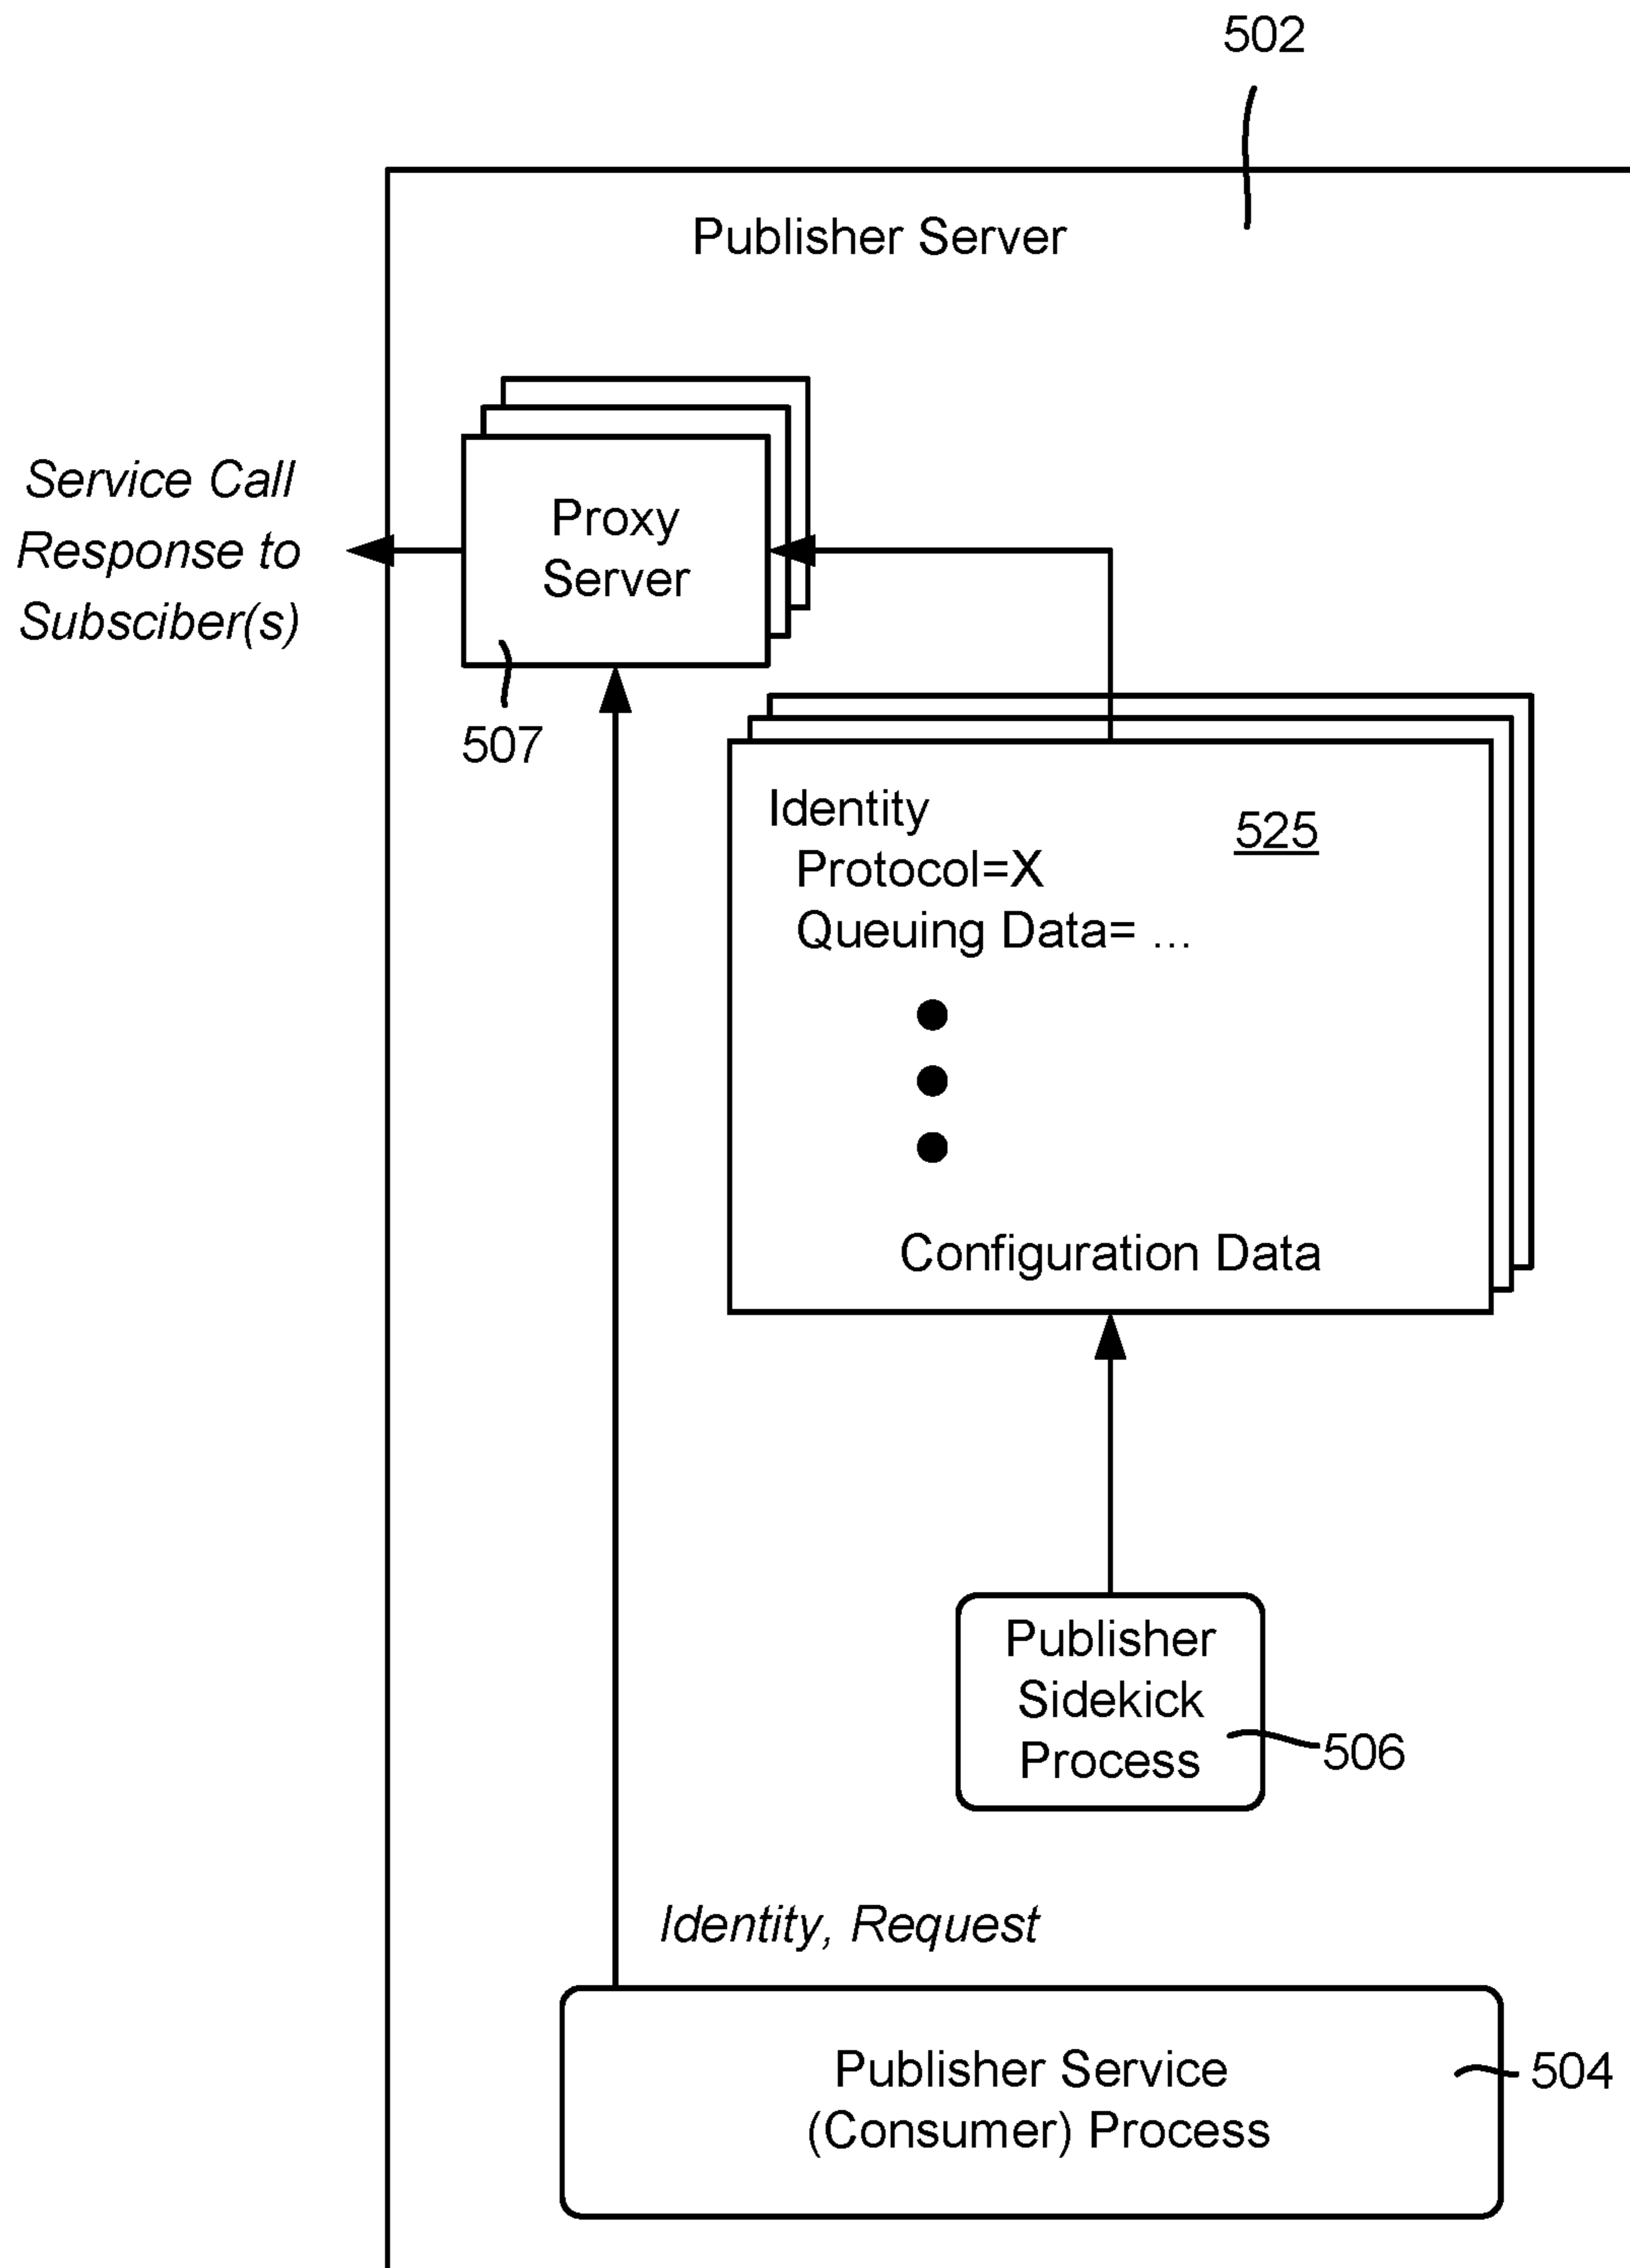 502
Publisher Server
Service Call
Response to
Subsciber(s)
Proxy
Server
507
Identity
525
Protocol=X
Queuing Data= ...
Configuration Data
Publisher
Sidekick
Process
506
Identity, Request
Publisher Service
(Consumer) Process
504